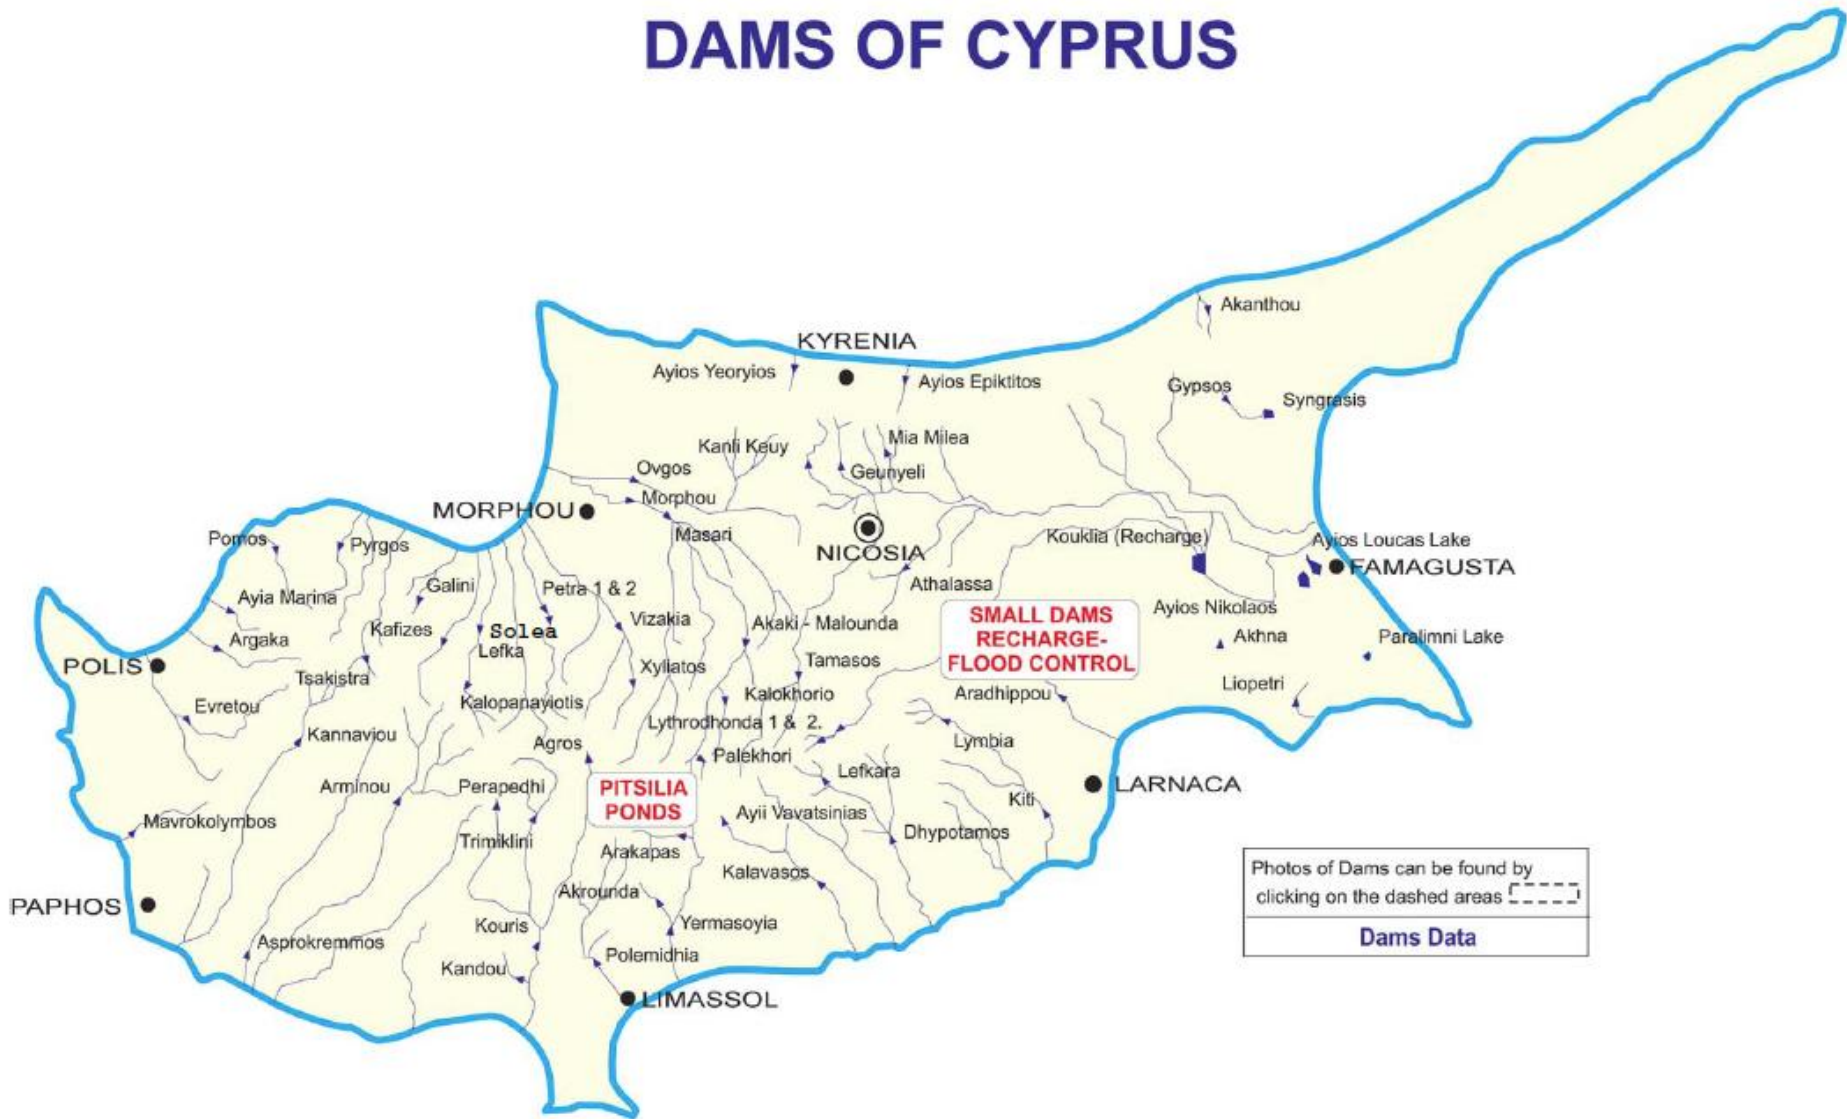 DAMS OF CYPRUS
Akanthou
KYRENIA
Ayios Yeoryios
Ayios Epiktitos
Gypsos
Syngrasis
Mia Milea
Kanli Keuy
Ovgos
Geunyeli
Morphou
MORPHOU
Masari
NICOSIA
Kouklia (Recharge)
Ayios Loucas Lake
FAMAGUSTA
Pomos
Pyrgos
Athalassa
Galini
Petra 1 & 2
Ayia Marina
Ayios Nikolaos
SMALL DAMS
RECHARGE-
FLOOD CONTROL
Vizakia
Akaki - Malounda
Kafizes
Solea
Argaka
Akhna
Paralimni Lake
Lefka
POLIS
Xyliatos
Tamasos
Tsakistra
Liopetri
Kalokhorio
Aradhippou
Evretou
Kalopanayiotis
Lythrodhonda 1 & 2.
Kannaviou
Agros
Lymbia
Palekhori
Lefkara
Arminou
Perapedhi
PITSILIA
PONDS
LARNACA
Kiti
Mavrokolymbos
Ayii Vavatsinias
Dhypotamos
Trimiklini
Arakapas
Kalavasos
Photos of Dams can be found by
clicking on the dashed areas
Dams Data
Akrounda
PAPHOS
Kouris
Yermasoyia
Asprokremmos
Polemidhia
Kandou
LIMASSOL